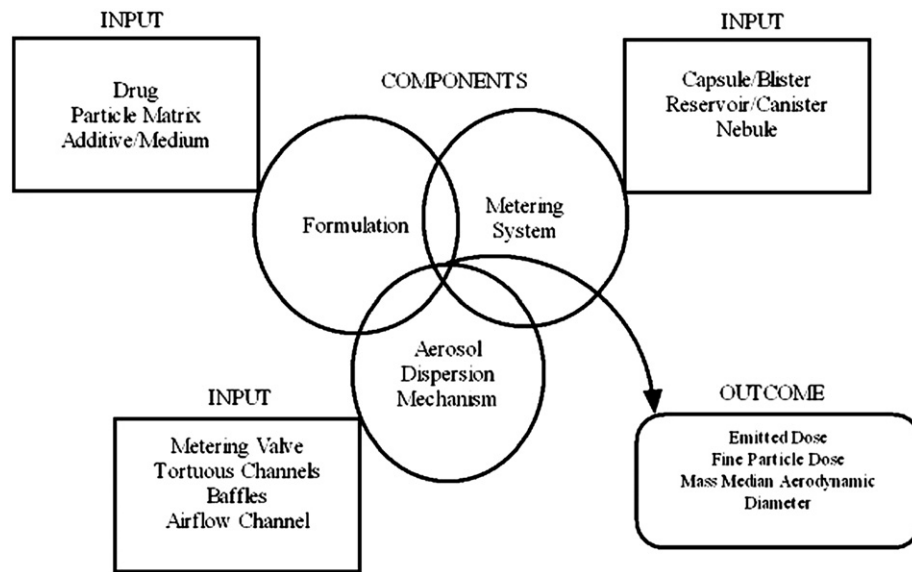 INPUT
Drug
Particle Matrix
Additive/Medium
COMPONENTS
INPUT
Capsule/Blister
Reservoir/Canister
Nebule
Formulation
Metering
System
Aerosol
Dispersion
Mechanism
INPUT
Metering Valve
Tortuous Channels
Baffles
Airflow Channel
OUTCOME
Emitted Dose
Fine Particle Dose
Mass Median Aerodynamic
Diameter